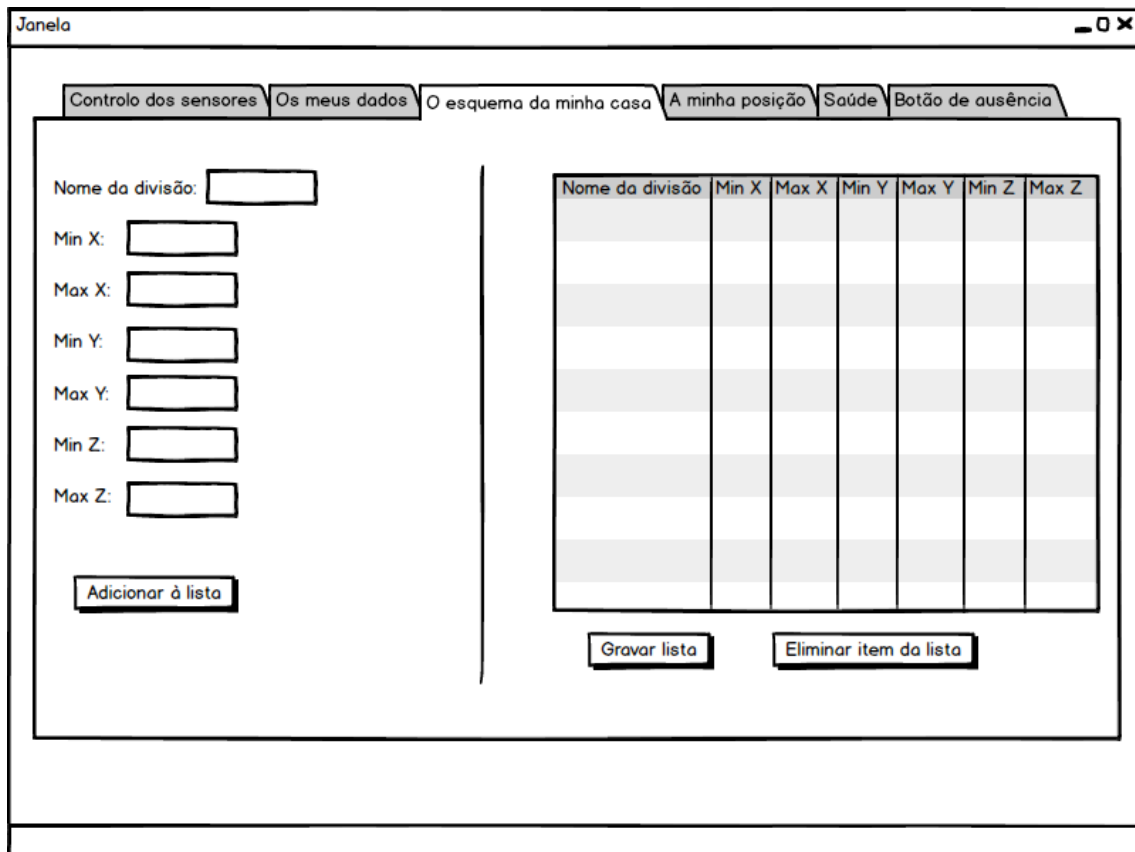 Janela
Controlo dos sensores Os meus dados O esquema da minha casa A minha posição Saúde Botão de ausência
Nome da divisão:
Min X:
Max X:
Min Y:
Max Y:
Min Z:
Max Z:
Adicionar à lista
Nome da divisão Min X Max X Min Y Max Y Min Z Max Z
Gravar lista Eliminar item da lista